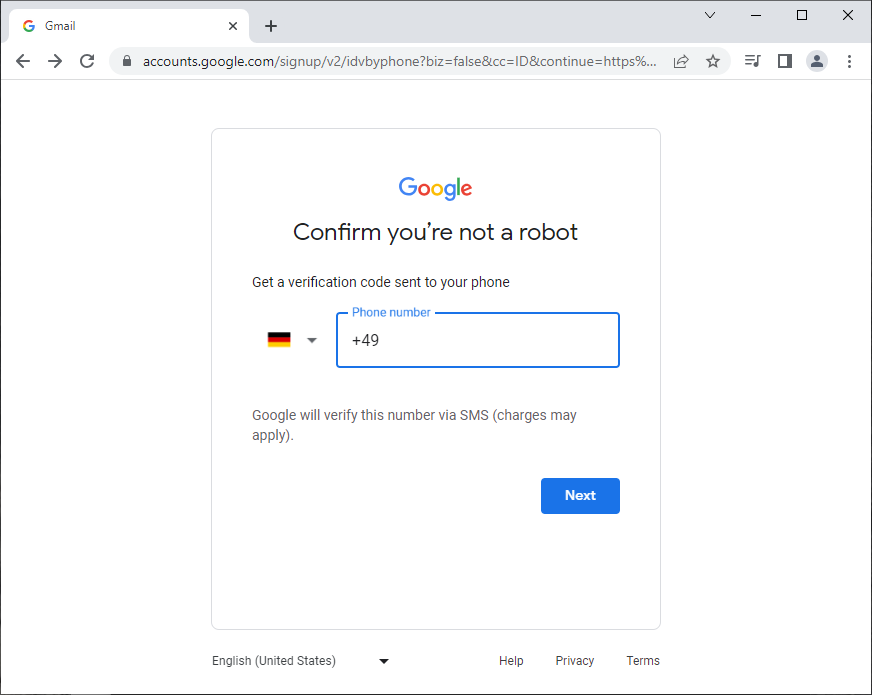 Gmail
accounts.google.com/signup/v2/idvbyphone?biz=false&cc=ID&continue=https%...
Google
Confirm you're not a robot
Get a verification code sent to your phone
Phone number
+49
Google will verify this number via SMS (charges may
apply).
Next
English (United States)
Help
Privacy
Terms